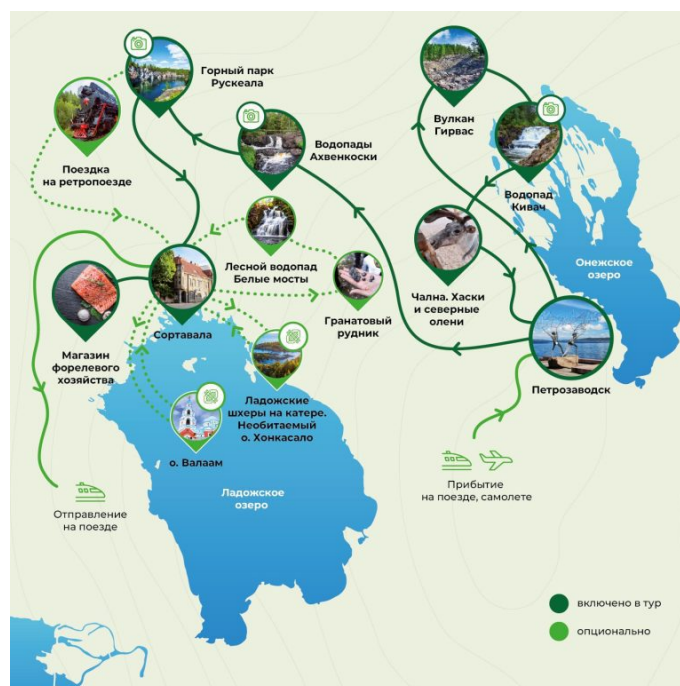 Горный парк
Рускеала
Поездка
на ретропоезде
Водопады
Ахвенкоски
Вулкан
Гирвас
Водопад
Кивач
Онежское
озеро
Лесной водопад
Белые мосты
Гранатовый
рудник
Чална. Хаски
и северные
олени
Сортавала
Магазин
форелевого
хозяйства
Ладожские
шхеры на катере.
Необитаемый
о. Хонкасало
Петрозаводск
о. Валаам
Ладожское
озеро
Отправление
на поезде
Прибытие
на поезде, самолете
включено в тур
опционально